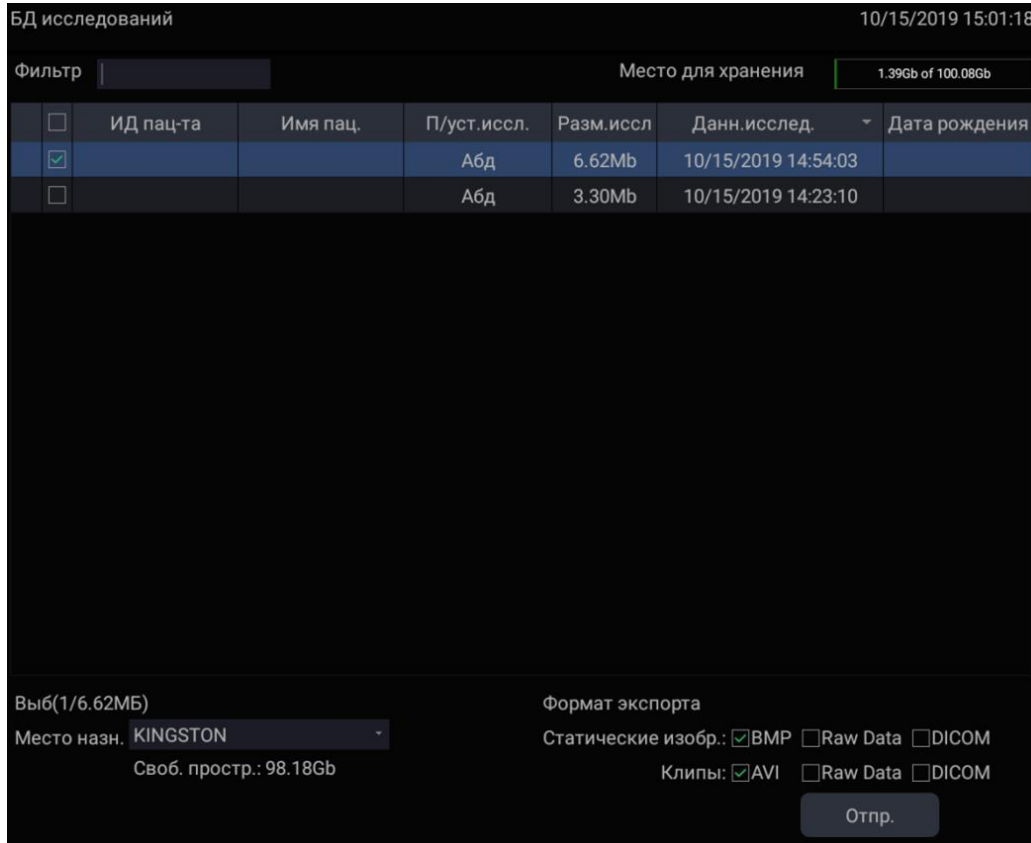 БД исследований 10/15/2019 15:01:18
Фильтр Место для хранения 1.39Gb of 100.08Gb
ИД пац-та Имя пац. П/уст.иссл. Разм.иссл Данн.исслед. Дата рождения
Абд 6.62Mb 10/15/2019 14:54:03
Абд 3.30Mb 10/15/2019 14:23:10
Выб(1/6.62МБ) Формат экспорта
Место назн. KINGSTON Статические изобр.: BMP Raw Data DICOM
Своб. простр.: 98.18Gb Клипы: AVI Raw Data DICOM
Отпр.